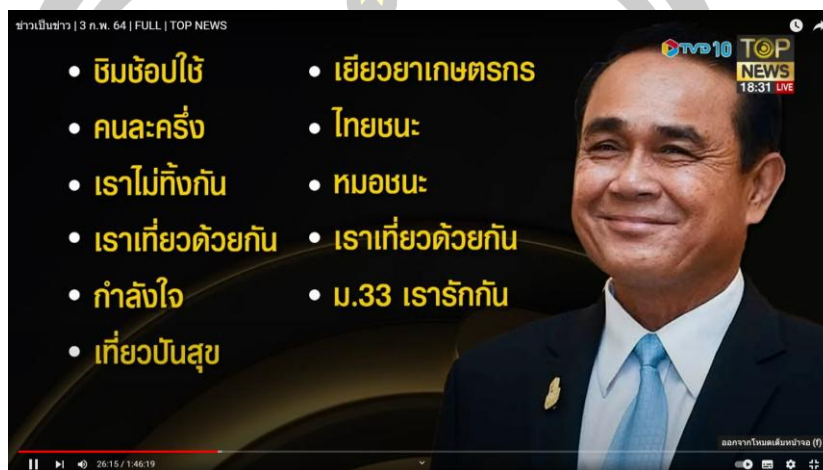 ข่าวเป็นข่าว | 3 ก.พ. 64 | FULL | TOP NEWS
TVD10 TOP
NEWS
18:31 LIVE
• ชิมช้อปใช้
• คนละครึ่ง
• เราไม่ทิ้งกัน
• เราเที่ยวด้วยกัน
• กำลังใจ
• เที่ยวปันสุข
• เยียวยาเกษตรกร
• ไทยชนะ
• หมอชนะ
• เราเที่ยวด้วยกัน
• ม.33 เรารักกัน
ออกจากโหมดเต็มหน้าจอ (f)
26:15 / 1:46:19